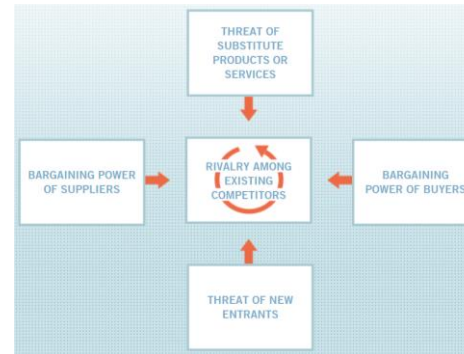 THREAT OF
SUBSTITUTE
PRODUCTS OR
SERVICES
BARGAINING POWER
OF SUPPLIERS
RIVALRY AMONG
EXISTING
COMPETITORS
BARGAINING
POWER OF BUYERS
THREAT OF NEW
ENTRANTS